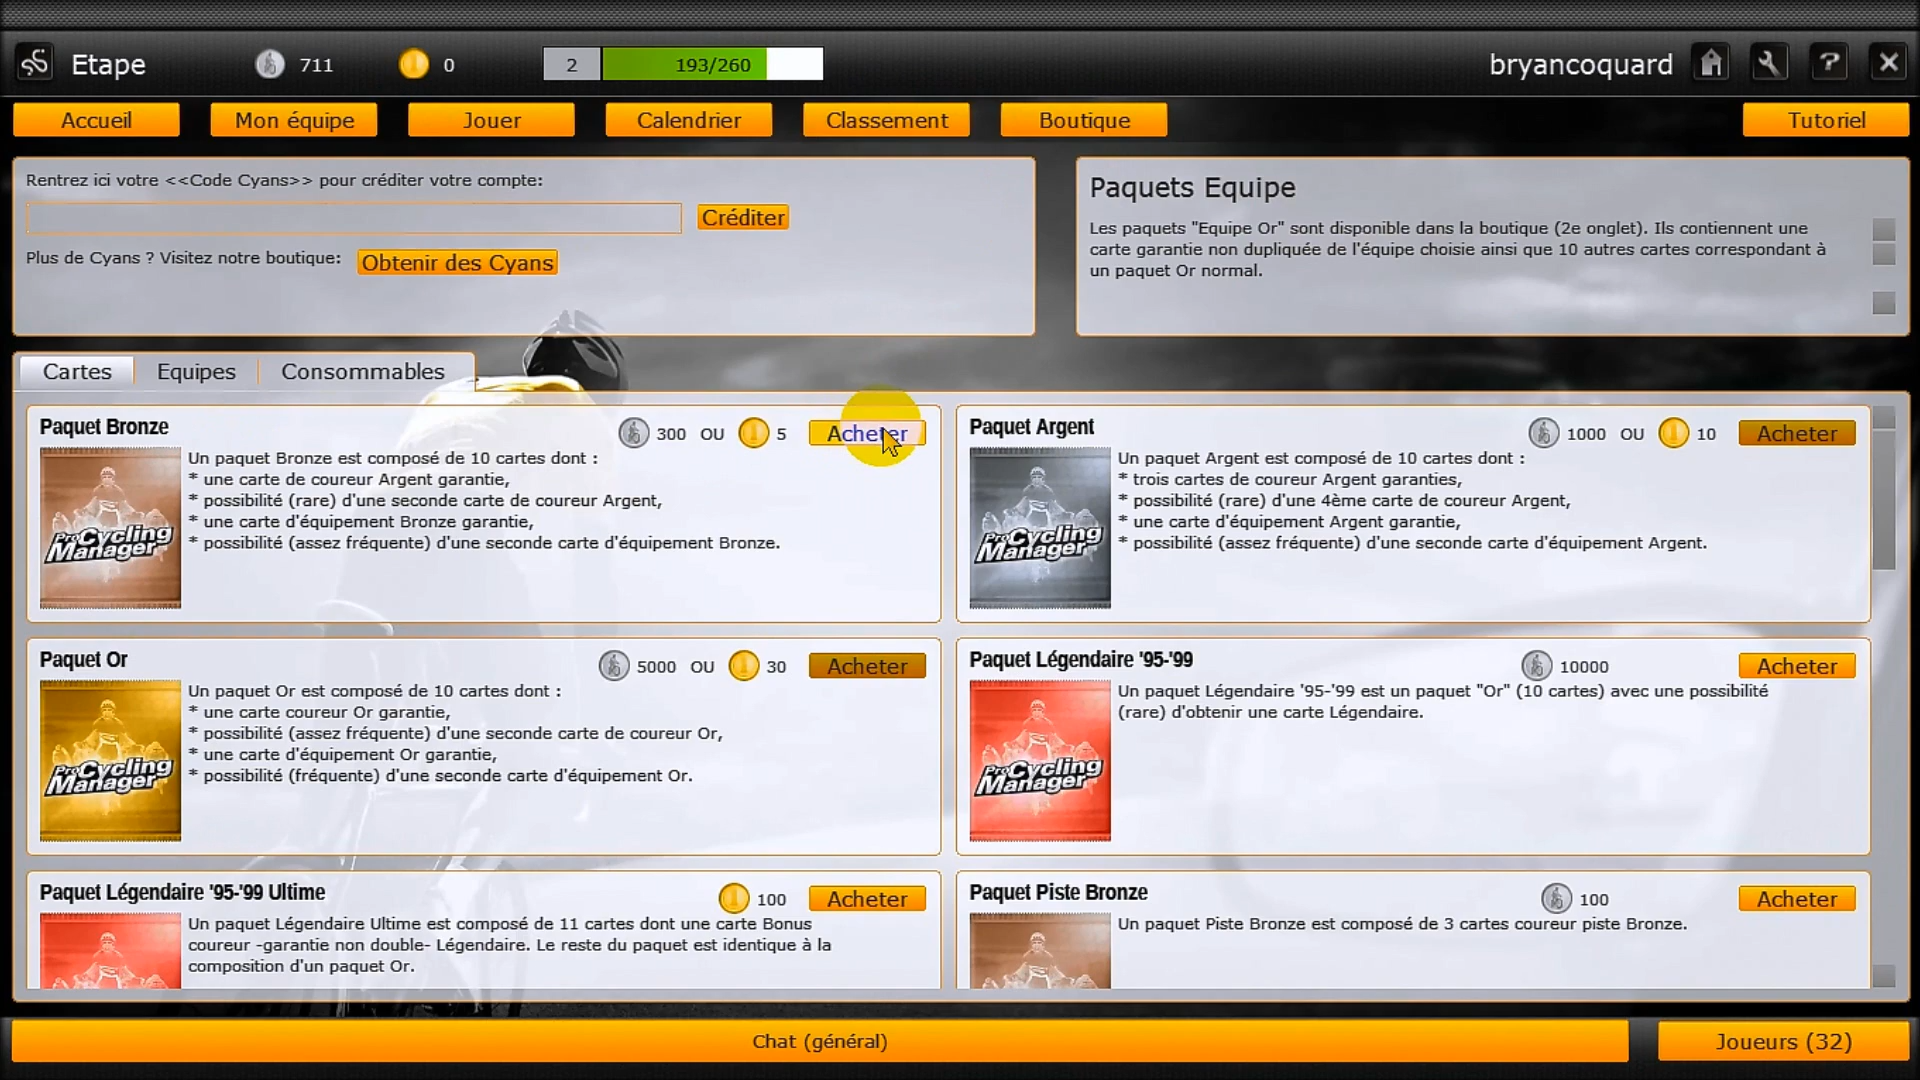 Etape
711
0
2
193/260
bryancoquard
?
Accueil
Mon équipe
Jouer
Calendrier
Classement
Boutique
Tutoriel
Rentrez ici votre <<Code Cyans>> pour créditer votre compte:
Créditer
Plus de Cyans ? Visitez notre boutique:
Obtenir des Cyans
Paquets Equipe
Les paquets "Equipe Or" sont disponible dans la boutique (2e onglet). Ils contiennent une
carte garantie non dupliquée de l'équipe choisie ainsi que 10 autres cartes correspondant à
un paquet Or normal.
Cartes
Equipes
Consommables
Paquet Bronze
300 OU 5
Acheter
Un paquet Bronze est composé de 10 cartes dont :
* une carte de coureur Argent garantie,
* possibilité (rare) d'une seconde carte de coureur Argent,
* une carte d'équipement Bronze garantie,
* possibilité (assez fréquente) d'une seconde carte d'équipement Bronze.
Pro Cycling
Manager
Paquet Argent
1000 OU 10
Acheter
Un paquet Argent est composé de 10 cartes dont :
* trois cartes de coureur Argent garanties,
* possibilité (rare) d'une 4ème carte de coureur Argent,
* une carte d'équipement Argent garantie,
* possibilité (assez fréquente) d'une seconde carte d'équipement Argent.
Pro Cycling
Manager
Paquet Or
5000 OU 30
Acheter
Un paquet Or est composé de 10 cartes dont :
* une carte coureur Or garantie,
* possibilité (assez fréquente) d'une seconde carte de coureur Or,
* une carte d'équipement Or garantie,
* possibilité (fréquente) d'une seconde carte d'équipement Or.
Pro Cycling
Manager
Paquet Légendaire '95-'99
10000
Acheter
Un paquet Légendaire '95-'99 est un paquet "Or" (10 cartes) avec une possibilité
(rare) d'obtenir une carte Légendaire.
Pro Cycling
Manager
Paquet Légendaire '95-'99 Ultime
100
Acheter
Un paquet Légendaire Ultime est composé de 11 cartes dont une carte Bonus
coureur -garantie non double- Légendaire. Le reste du paquet est identique à la
composition d'un paquet Or.
Paquet Piste Bronze
100
Acheter
Un paquet Piste Bronze est composé de 3 cartes coureur piste Bronze.
Chat (général)
Joueurs (32)